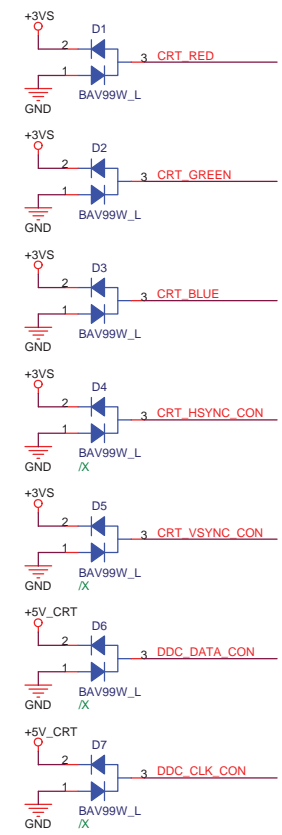 +3VS
D1
2
3 CRT_RED
1
BAV99W_L
GND
+3VS
D2
2
3 CRT_GREEN
1
BAV99W_L
GND
+3VS
D3
2
3 CRT_BLUE
1
BAV99W_L
GND
+3VS
D4
2
3 CRT_HSYNC_CON
1
BAV99W_L
GND /X
+3VS
D5
2
3 CRT_VSYNC_CON
1
BAV99W_L
GND /X
+5V_CRT
D6
2
3 DDC_DATA_CON
1
BAV99W_L
GND /X
+5V_CRT
D7
2
3 DDC_CLK_CON
1
BAV99W_L
GND /X